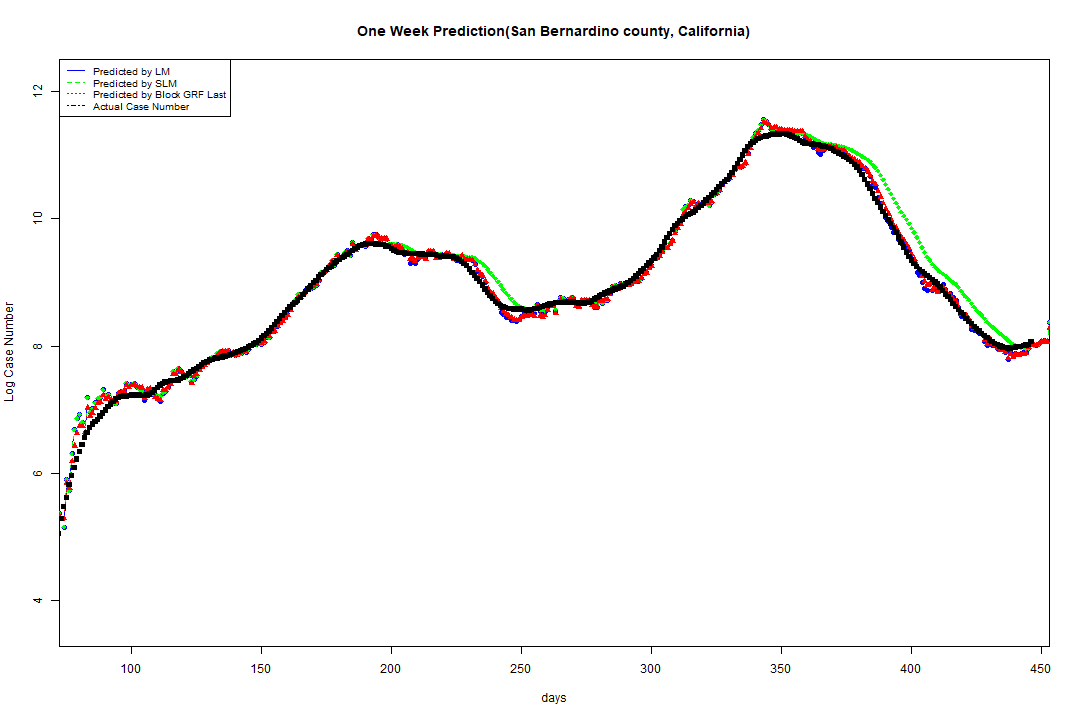 One Week Prediction(San Bernardino county, California)
Predicted by LM
Predicted by SLM
Predicted by Block GRF Last
Actual Case Number
12
10
8
6
4
Log Case Number
100 150 200 250 300 350 400 450
days